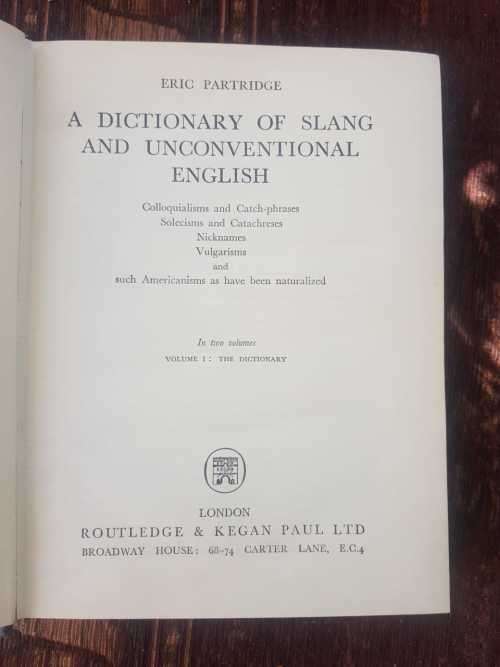 ERIC PARTRIDGE
A DICTIONARY OF SLANG
AND UNCONVENTIONAL
ENGLISH
Colloquialisms and Catch-phrases
Solecisms and Catachreses
Nicknames
Vulgarisms
and
such Americanisms as have been naturalized
In two volumes
VOLUME I: THE DICTIONARY
LONDON
ROUTLEDGE & KEGAN PAUL LTD
BROADWAY HOUSE: 68–74 CARTER LANE, E.C.4